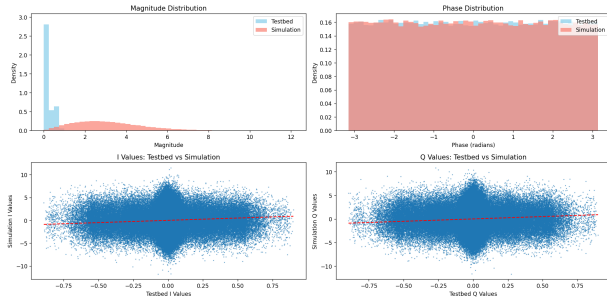 Magnitude Distribution
Testbed
Simulation
Density
3.0
2.5
2.0
1.5
1.0
0.5
0.0
0 2 4 6 8 10 12
Magnitude
Phase Distribution
Testbed
Simulation
Density
0.16
0.14
0.12
0.10
0.08
0.06
0.04
0.02
0.00
−3 −2 −1 0 1 2 3
Phase (radians)
I Values: Testbed vs Simulation
Simulation I Values
10
5
0
−5
−10
−0.75 −0.50 −0.25 0.00 0.25 0.50 0.75
Testbed I Values
Q Values: Testbed vs Simulation
Simulation Q Values
10
5
0
−5
−10
−0.75 −0.50 −0.25 0.00 0.25 0.50 0.75
Testbed Q Values